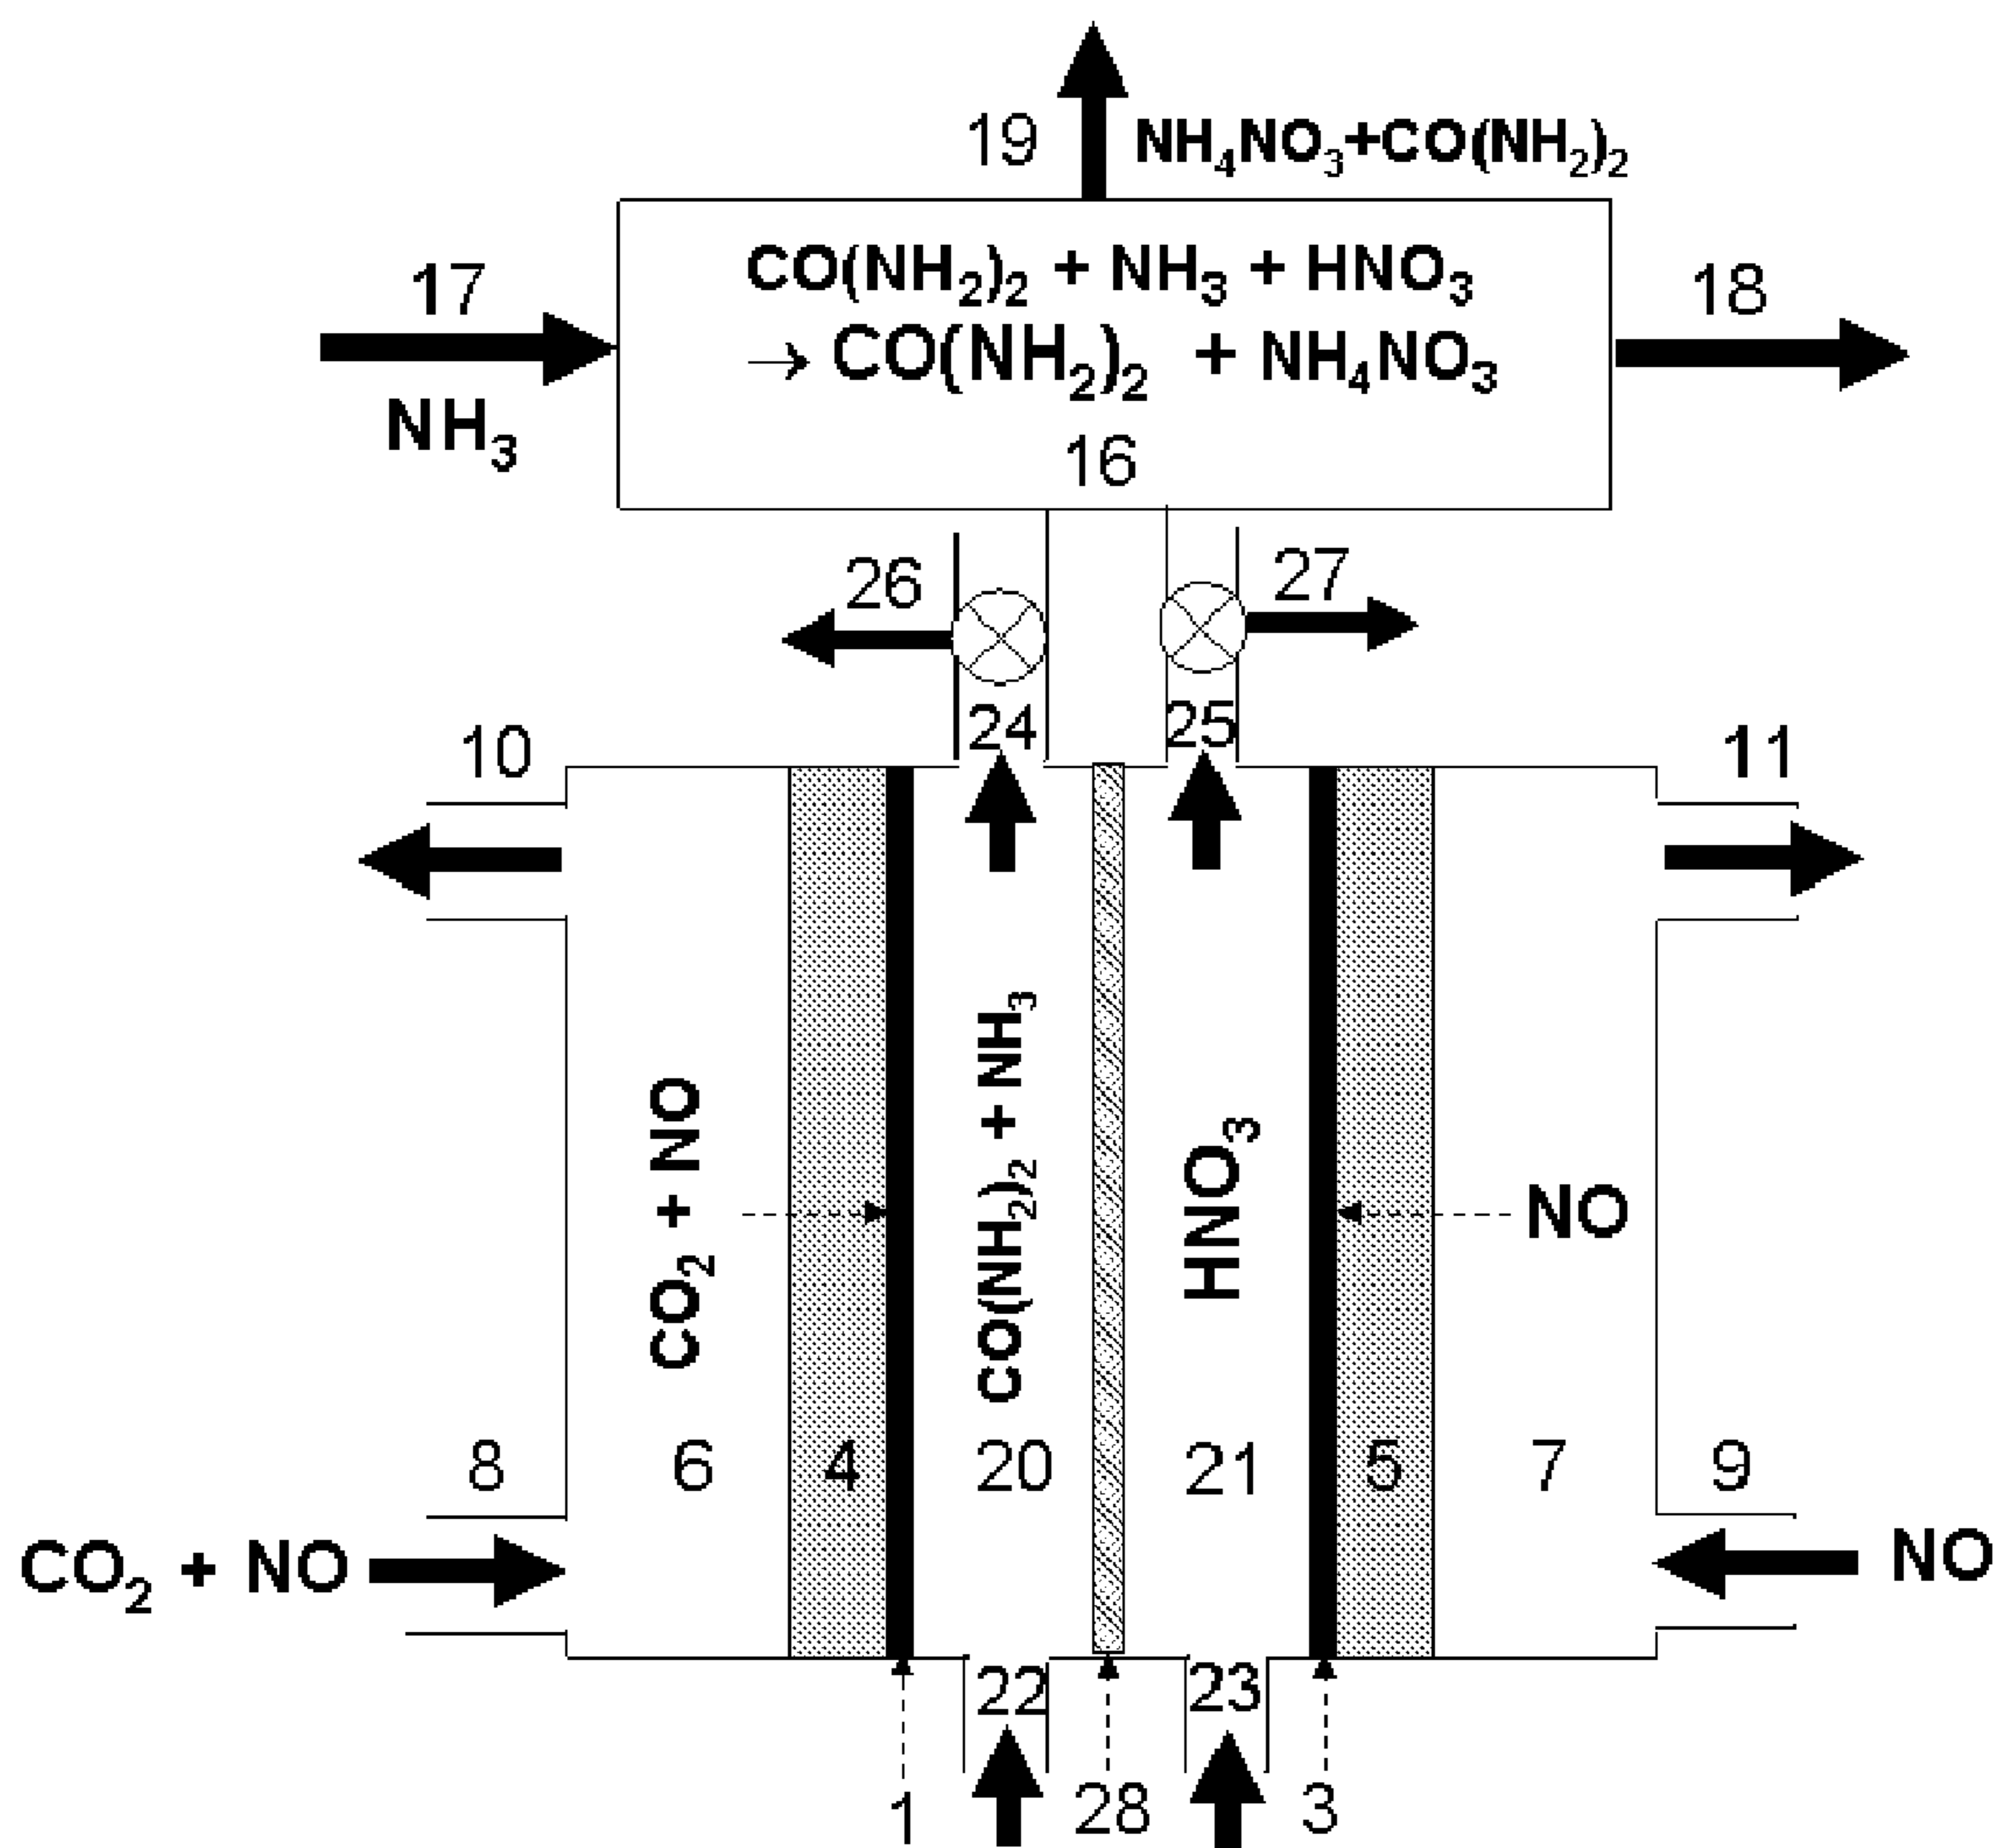 19
NH₄NO₃+CO(NH₂)₂
17
NH₃
CO(NH₂)₂ + NH₃ + HNO₃
→ CO(NH₂)₂ + NH₄NO₃
16
18
26
27
24
25
10
11
CO₂ + NO
CO(NH₂)₂ + NH₃
HNO₃
NO
8
6
4
20
21
5
7
9
CO₂ + NO
NO
22
23
1
28
3